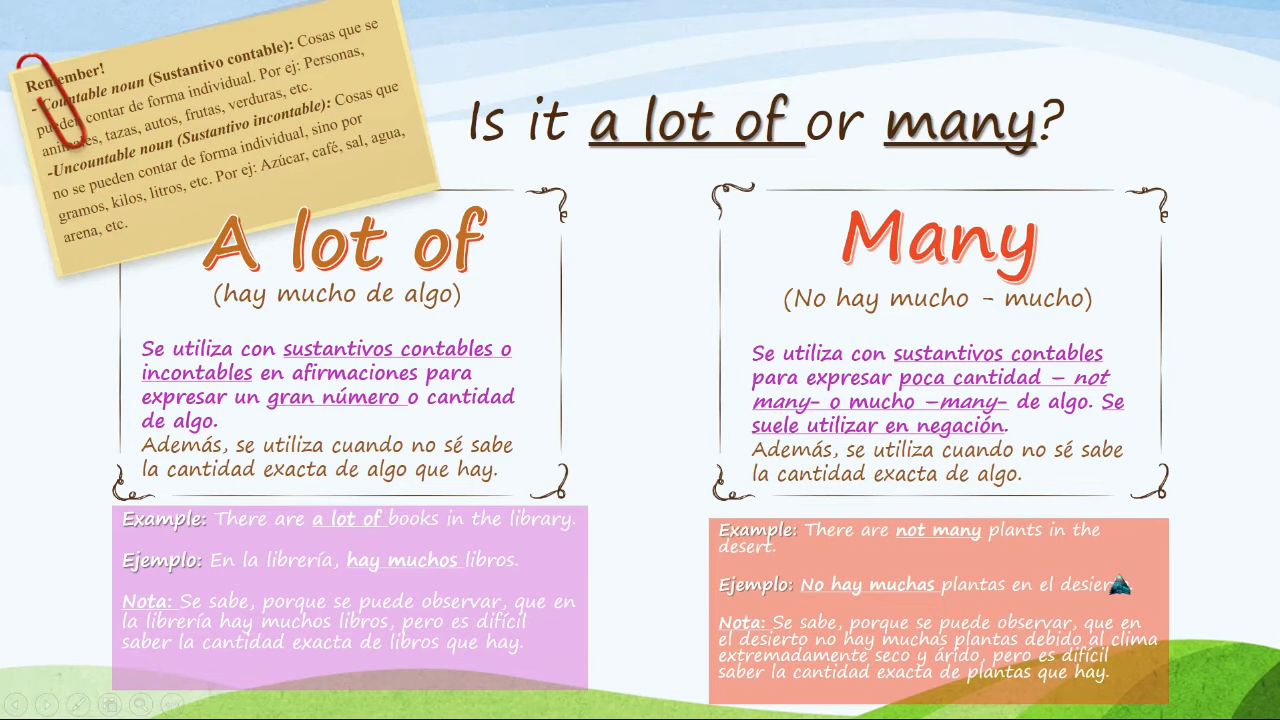 Remember!
- Countable noun (Sustantivo contable): Cosas que se
pueden contar de forma individual. Por ej: Personas,
animales, tazas, autos, frutas, verduras, etc.
-Uncountable noun (Sustantivo incontable): Cosas que
no se pueden contar de forma individual, sino por
gramos, kilos, litros, etc. Por ej: Azúcar, café, sal, agua,
arena, etc.
Is it a lot of or many?
A lot of
(hay mucho de algo)
Se utiliza con sustantivos contables o
incontables en afirmaciones para
expresar un gran número o cantidad
de algo.
Además, se utiliza cuando no sé sabe
la cantidad exacta de algo que hay.
Example: There are a lot of books in the library.
Ejemplo: En la librería, hay muchos libros.
Nota: Se sabe, porque se puede observar, que en
la librería hay muchos libros, pero es difícil
saber la cantidad exacta de libros que hay.
Many
(No hay mucho - mucho)
Se utiliza con sustantivos contables
para expresar poca cantidad – not
many- o mucho –many- de algo. Se
suele utilizar en negación.
Además, se utiliza cuando no sé sabe
la cantidad exacta de algo.
Example: There are not many plants in the
desert.
Ejemplo: No hay muchas plantas en el desier
Nota: Se sabe, porque se puede observar, que en
el desierto no hay muchas plantas debido al clima
extremadamente seco y árido, pero es difícil
saber la cantidad exacta de plantas que hay.